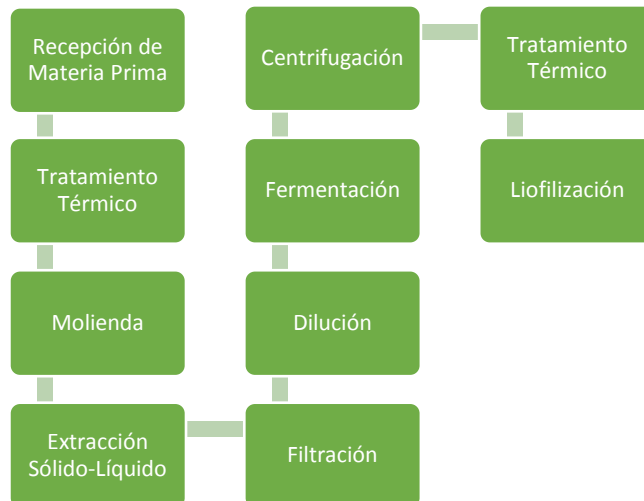 Recepción de
Materia Prima
Tratamiento
Térmico
Molienda
Extracción
Sólido-Líquido
Filtración
Dilución
Fermentación
Centrifugación
Tratamiento
Térmico
Liofilización